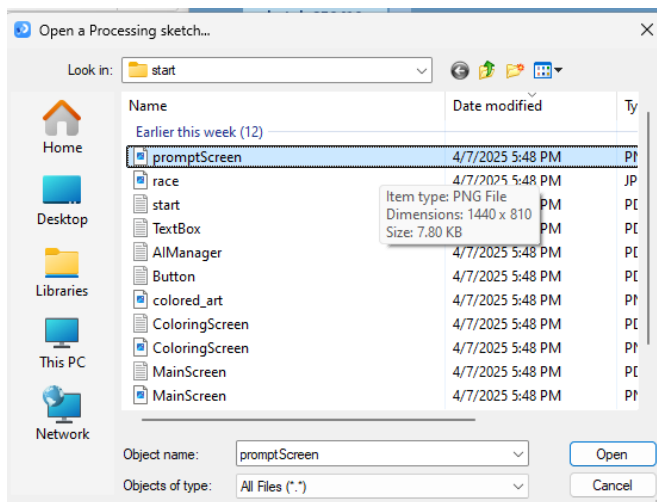 Open a Processing sketch...
Look in: start
Name Date modified Ty
Earlier this week (12)
promptScreen 4/7/2025 5:48 PM PN
race 4/7/2025 5:48 PM JP
start PM PD
TextBox PM PD
AIManager PM PD
Button 4/7/2025 5:48 PM PD
colored_art 4/7/2025 5:48 PM PN
ColoringScreen 4/7/2025 5:48 PM PD
ColoringScreen 4/7/2025 5:48 PM PN
MainScreen 4/7/2025 5:48 PM PD
MainScreen 4/7/2025 5:48 PM PN
Item type: PNG File
Dimensions: 1440 x 810
Size: 7.80 KB
Home
Desktop
Libraries
This PC
Network
Object name: promptScreen Open
Objects of type: All Files (*.*) Cancel